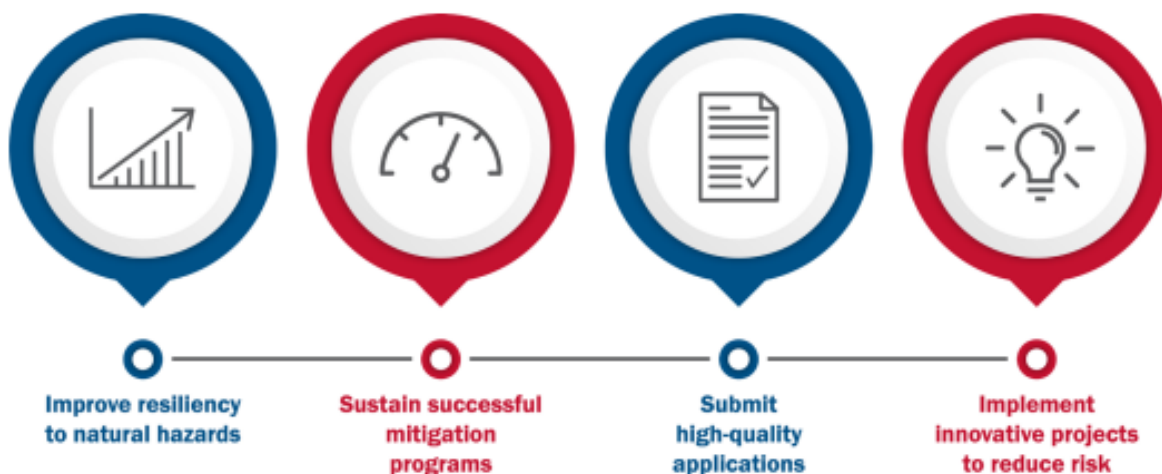 Improve resiliency
to natural hazards
Sustain successful
mitigation
programs
Submit
high-quality
applications
Implement
innovative projects
to reduce risk